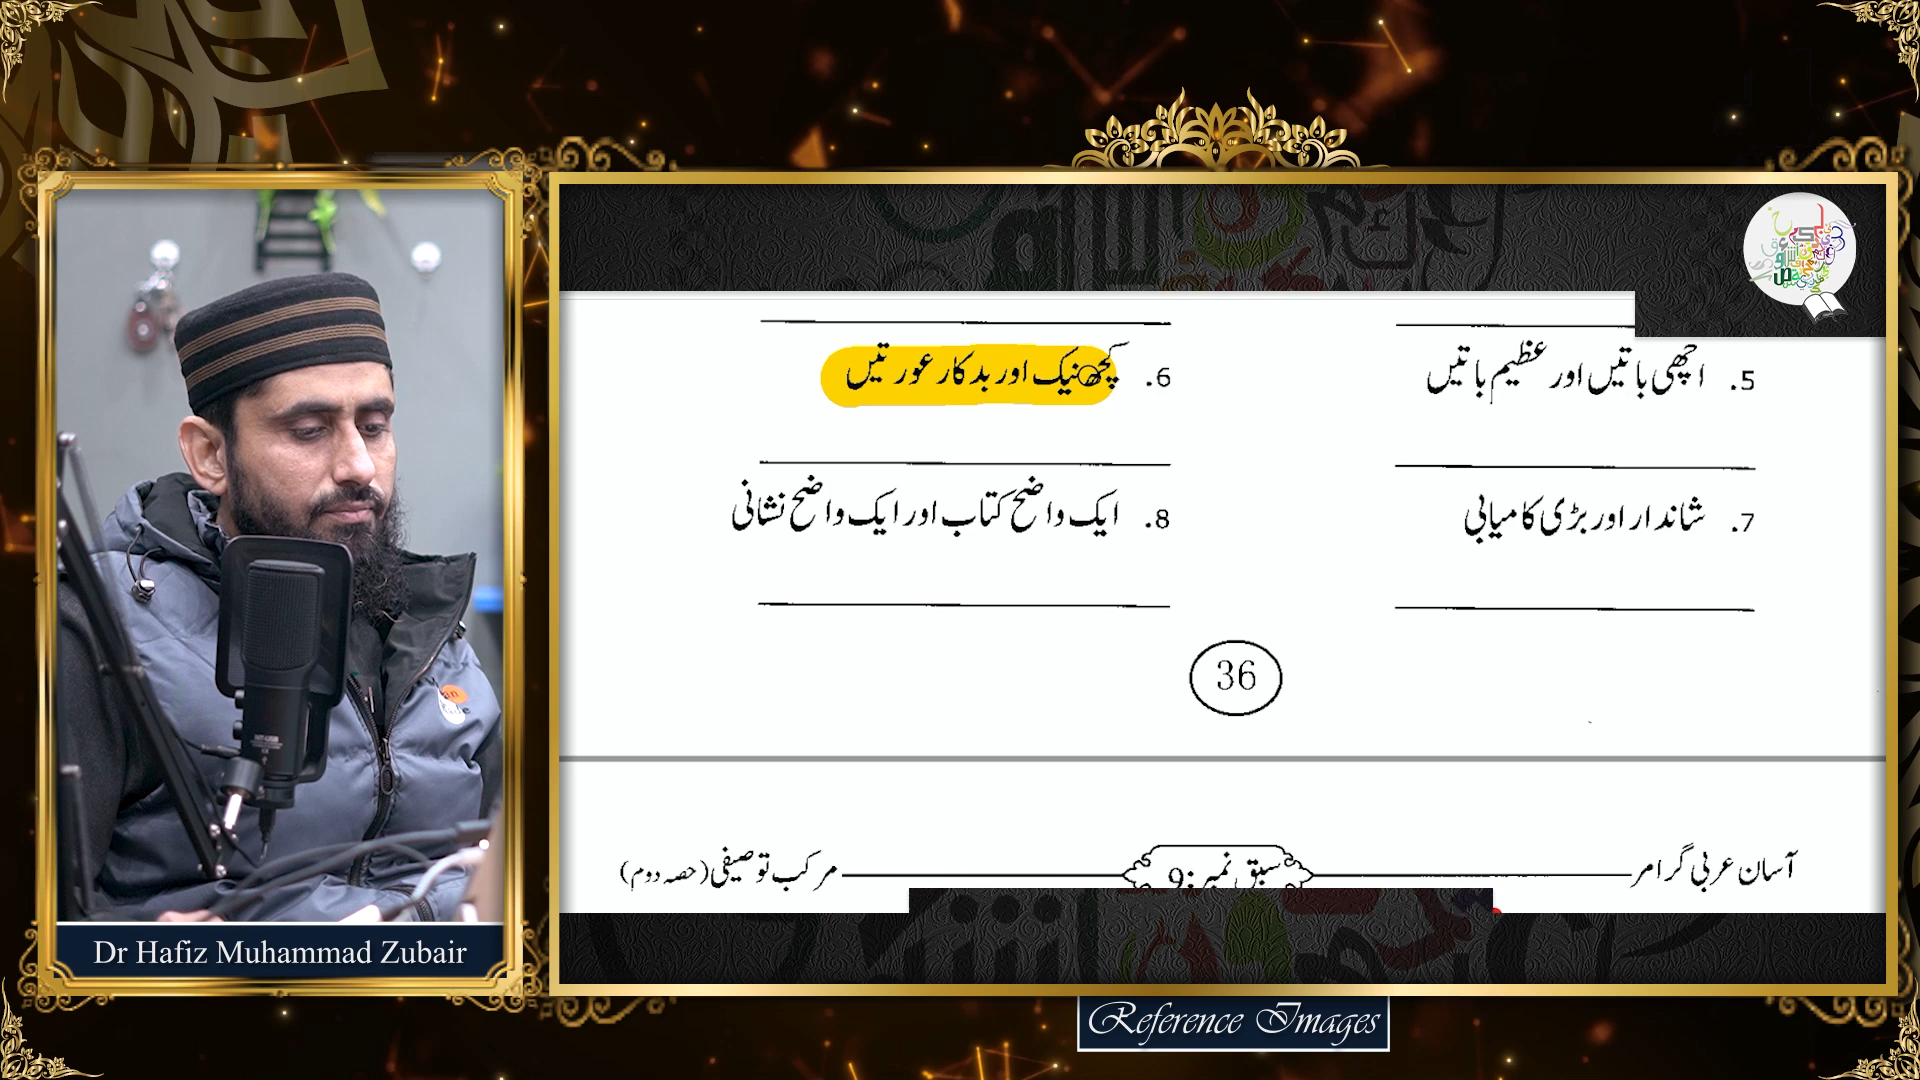 5. اچھی باتیں اور عظیم باتیں
6. کچھ نیک اور بدکار عورتیں
7. شاندار اور بڑی کامیابی
8. ایک واضح کتاب اور ایک واضح نشانی
36
آسان عربی گرامر
سبق نمبر:9
مرکب توصیفی (حصہ دوم)
Dr Hafiz Muhammad Zubair
Reference Images